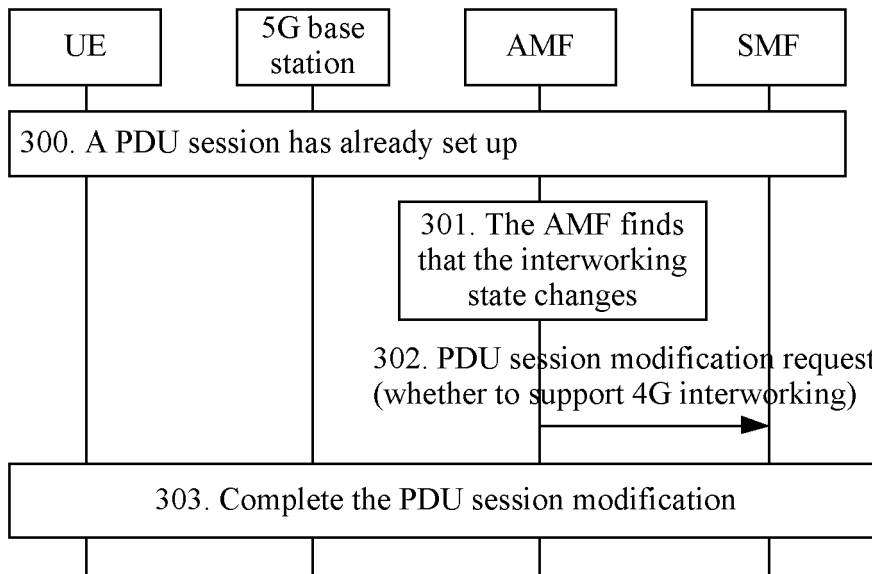 UE
5G base
station
AMF
SMF
300. A PDU session has already set up
301. The AMF finds
that the interworking
state changes
302. PDU session modification request
(whether to support 4G interworking)
303. Complete the PDU session modification